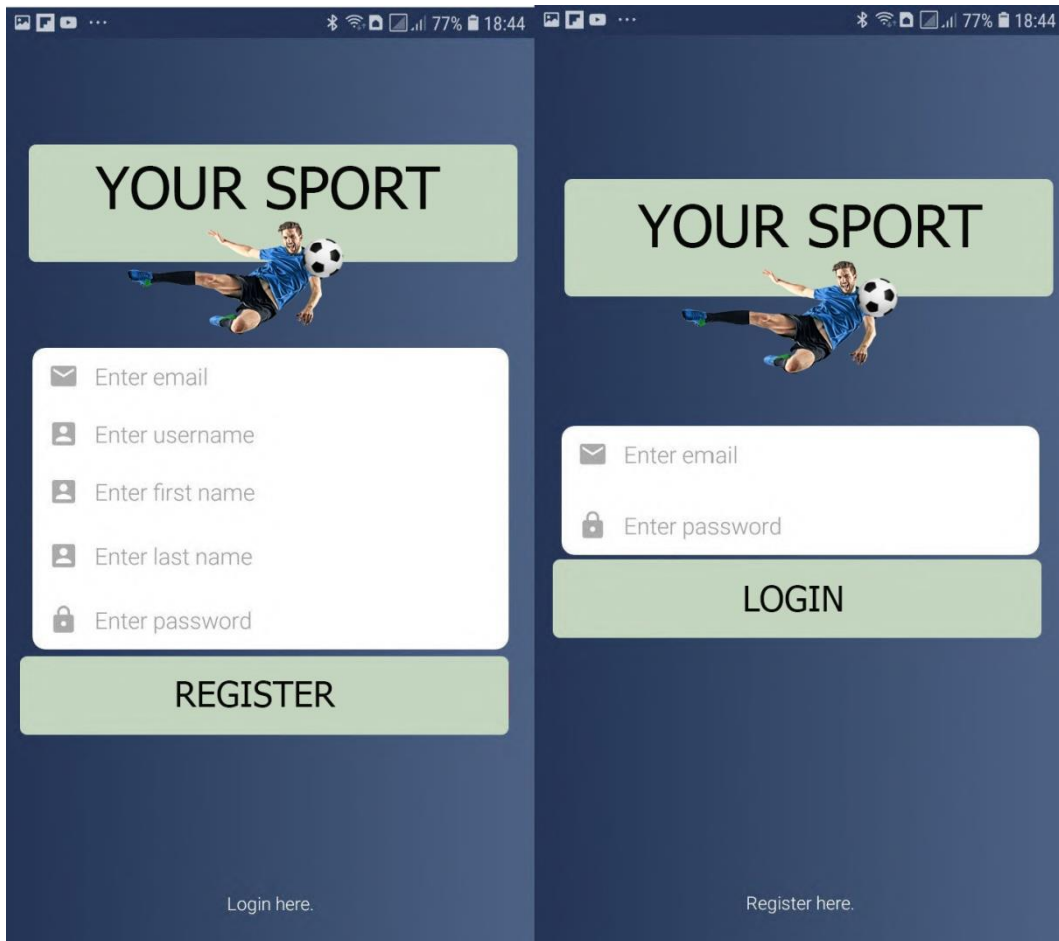 77% 18:44
YOUR SPORT
Enter email
Enter username
Enter first name
Enter last name
Enter password
REGISTER
Login here.
77% 18:44
YOUR SPORT
Enter email
Enter password
LOGIN
Register here.